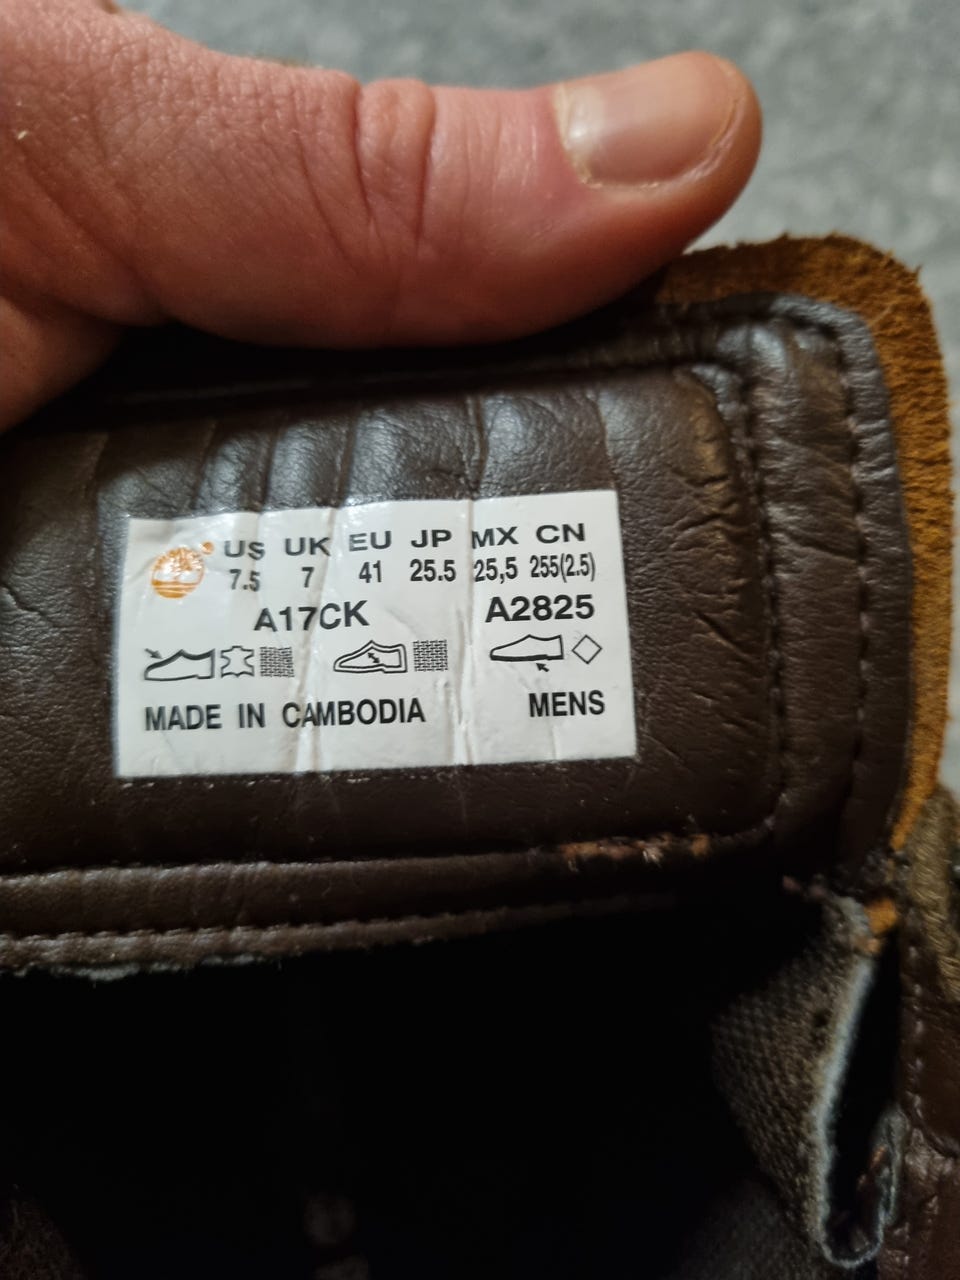 US UK EU JP MX CN
7.5 7 41 25.5 25,5 255(2.5)
A17CK A2825
MADE IN CAMBODIA MENS